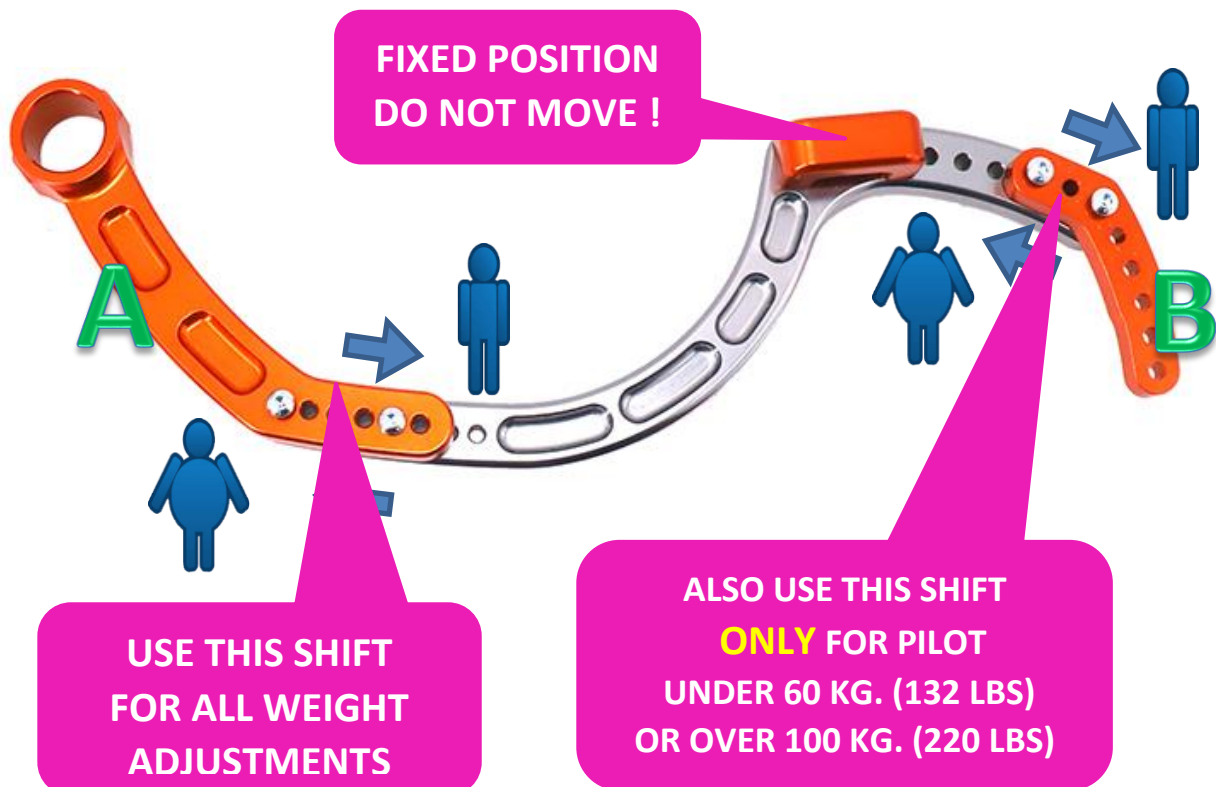 FIXED POSITION
DO NOT MOVE !
A
B
USE THIS SHIFT
FOR ALL WEIGHT
ADJUSTMENTS
ALSO USE THIS SHIFT
ONLY FOR PILOT
UNDER 60 KG. (132 LBS)
OR OVER 100 KG. (220 LBS)